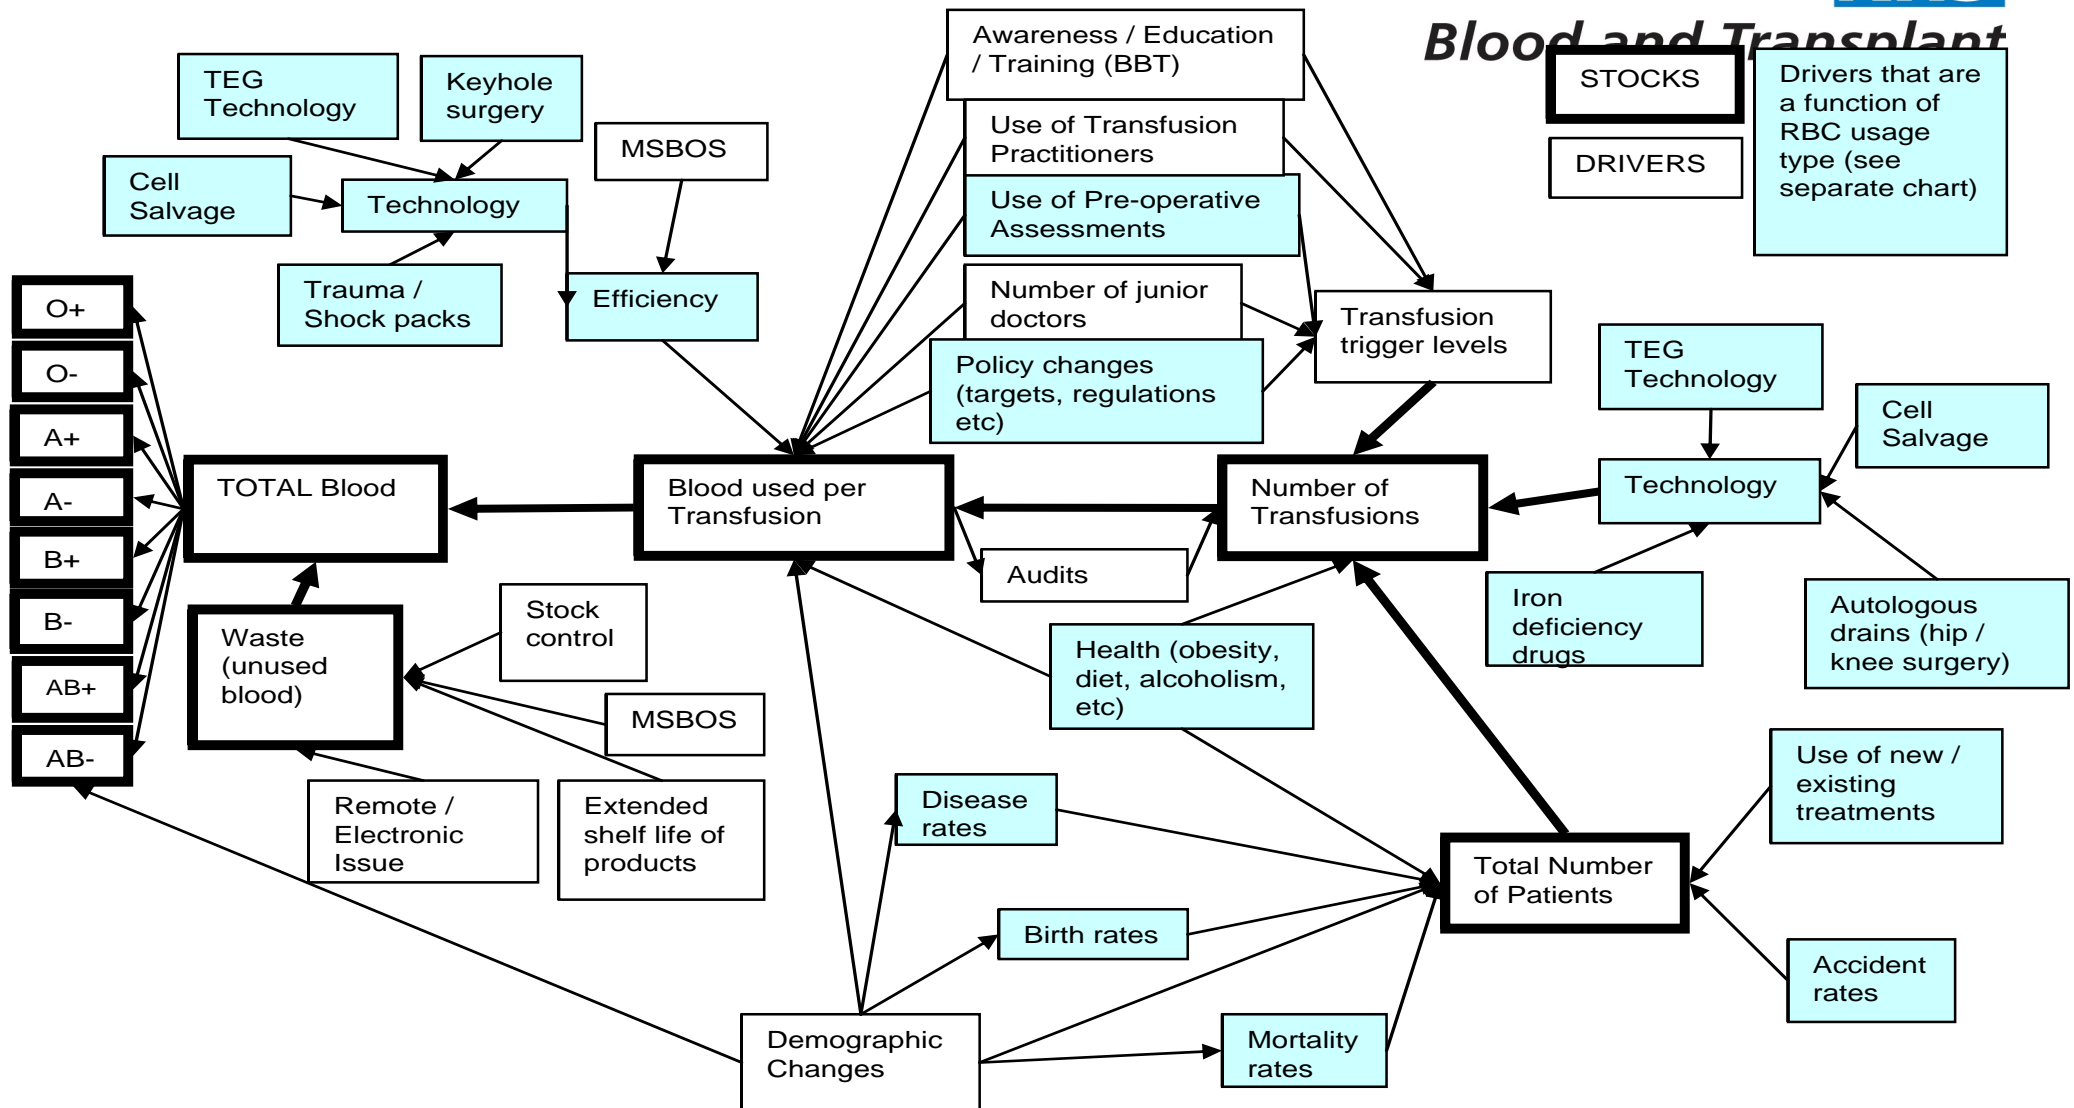 Blood and Transplant
Awareness / Education
/ Training (BBT)
STOCKS
Drivers that are
a function of
RBC usage
type (see
separate chart)
DRIVERS
TEG
Technology
Keyhole
surgery
MSBOS
Use of Transfusion
Practitioners
Cell
Salvage
Technology
Use of Pre-operative
Assessments
Trauma /
Shock packs
Efficiency
Number of junior
doctors
Transfusion
trigger levels
Policy changes
(targets, regulations
etc)
TEG
Technology
Cell
Salvage
O+
O-
A+
A-
B+
B-
AB+
AB-
TOTAL Blood
Blood used per
Transfusion
Number of
Transfusions
Technology
Audits
Iron
deficiency
drugs
Autologous
drains (hip /
knee surgery)
Waste
(unused
blood)
Stock
control
MSBOS
Health (obesity,
diet, alcoholism,
etc)
Remote /
Electronic
Issue
Extended
shelf life of
products
Disease
rates
Use of new /
existing
treatments
Total Number
of Patients
Birth rates
Accident
rates
Demographic
Changes
Mortality
rates